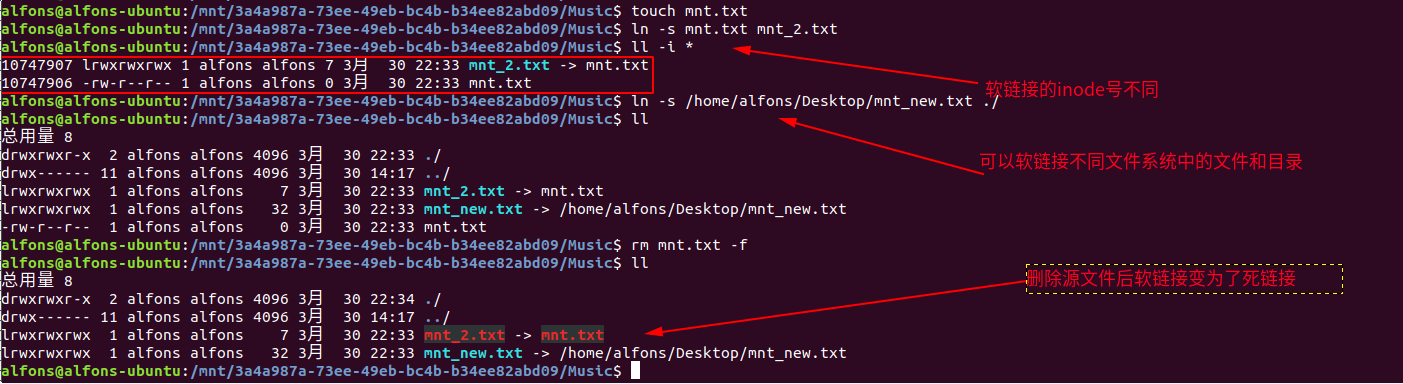 alfons@alfons-ubuntu:/mnt/3a4a987a-73ee-49eb-bc4b-b34ee82abd09/Music$ touch mnt.txt
alfons@alfons-ubuntu:/mnt/3a4a987a-73ee-49eb-bc4b-b34ee82abd09/Music$ ln -s mnt.txt mnt_2.txt
alfons@alfons-ubuntu:/mnt/3a4a987a-73ee-49eb-bc4b-b34ee82abd09/Music$ ll -i *
10747907 lrwxrwxrwx 1 alfons alfons 7 3月  30 22:33 mnt_2.txt -> mnt.txt
10747906 -rw-r--r-- 1 alfons alfons 0 3月  30 22:33 mnt.txt
软链接的inode号不同
alfons@alfons-ubuntu:/mnt/3a4a987a-73ee-49eb-bc4b-b34ee82abd09/Music$ ln -s /home/alfons/Desktop/mnt_new.txt ./
alfons@alfons-ubuntu:/mnt/3a4a987a-73ee-49eb-bc4b-b34ee82abd09/Music$ ll
总用量 8
drwxrwxr-x  2 alfons alfons 4096 3月  30 22:33 ./
可以软链接不同文件系统中的文件和目录
drwx------ 11 alfons alfons 4096 3月  30 14:17 ../
lrwxrwxrwx  1 alfons alfons    7 3月  30 22:33 mnt_2.txt -> mnt.txt
lrwxrwxrwx  1 alfons alfons   32 3月  30 22:33 mnt_new.txt -> /home/alfons/Desktop/mnt_new.txt
-rw-r--r--  1 alfons alfons    0 3月  30 22:33 mnt.txt
alfons@alfons-ubuntu:/mnt/3a4a987a-73ee-49eb-bc4b-b34ee82abd09/Music$ rm mnt.txt -f
alfons@alfons-ubuntu:/mnt/3a4a987a-73ee-49eb-bc4b-b34ee82abd09/Music$ ll
总用量 8
删除源文件后软链接变为了死链接
drwxrwxr-x  2 alfons alfons 4096 3月  30 22:34 ./
drwx------ 11 alfons alfons 4096 3月  30 14:17 ../
lrwxrwxrwx  1 alfons alfons    7 3月  30 22:33 mnt_2.txt -> mnt.txt
lrwxrwxrwx  1 alfons alfons   32 3月  30 22:33 mnt_new.txt -> /home/alfons/Desktop/mnt_new.txt
alfons@alfons-ubuntu:/mnt/3a4a987a-73ee-49eb-bc4b-b34ee82abd09/Music$